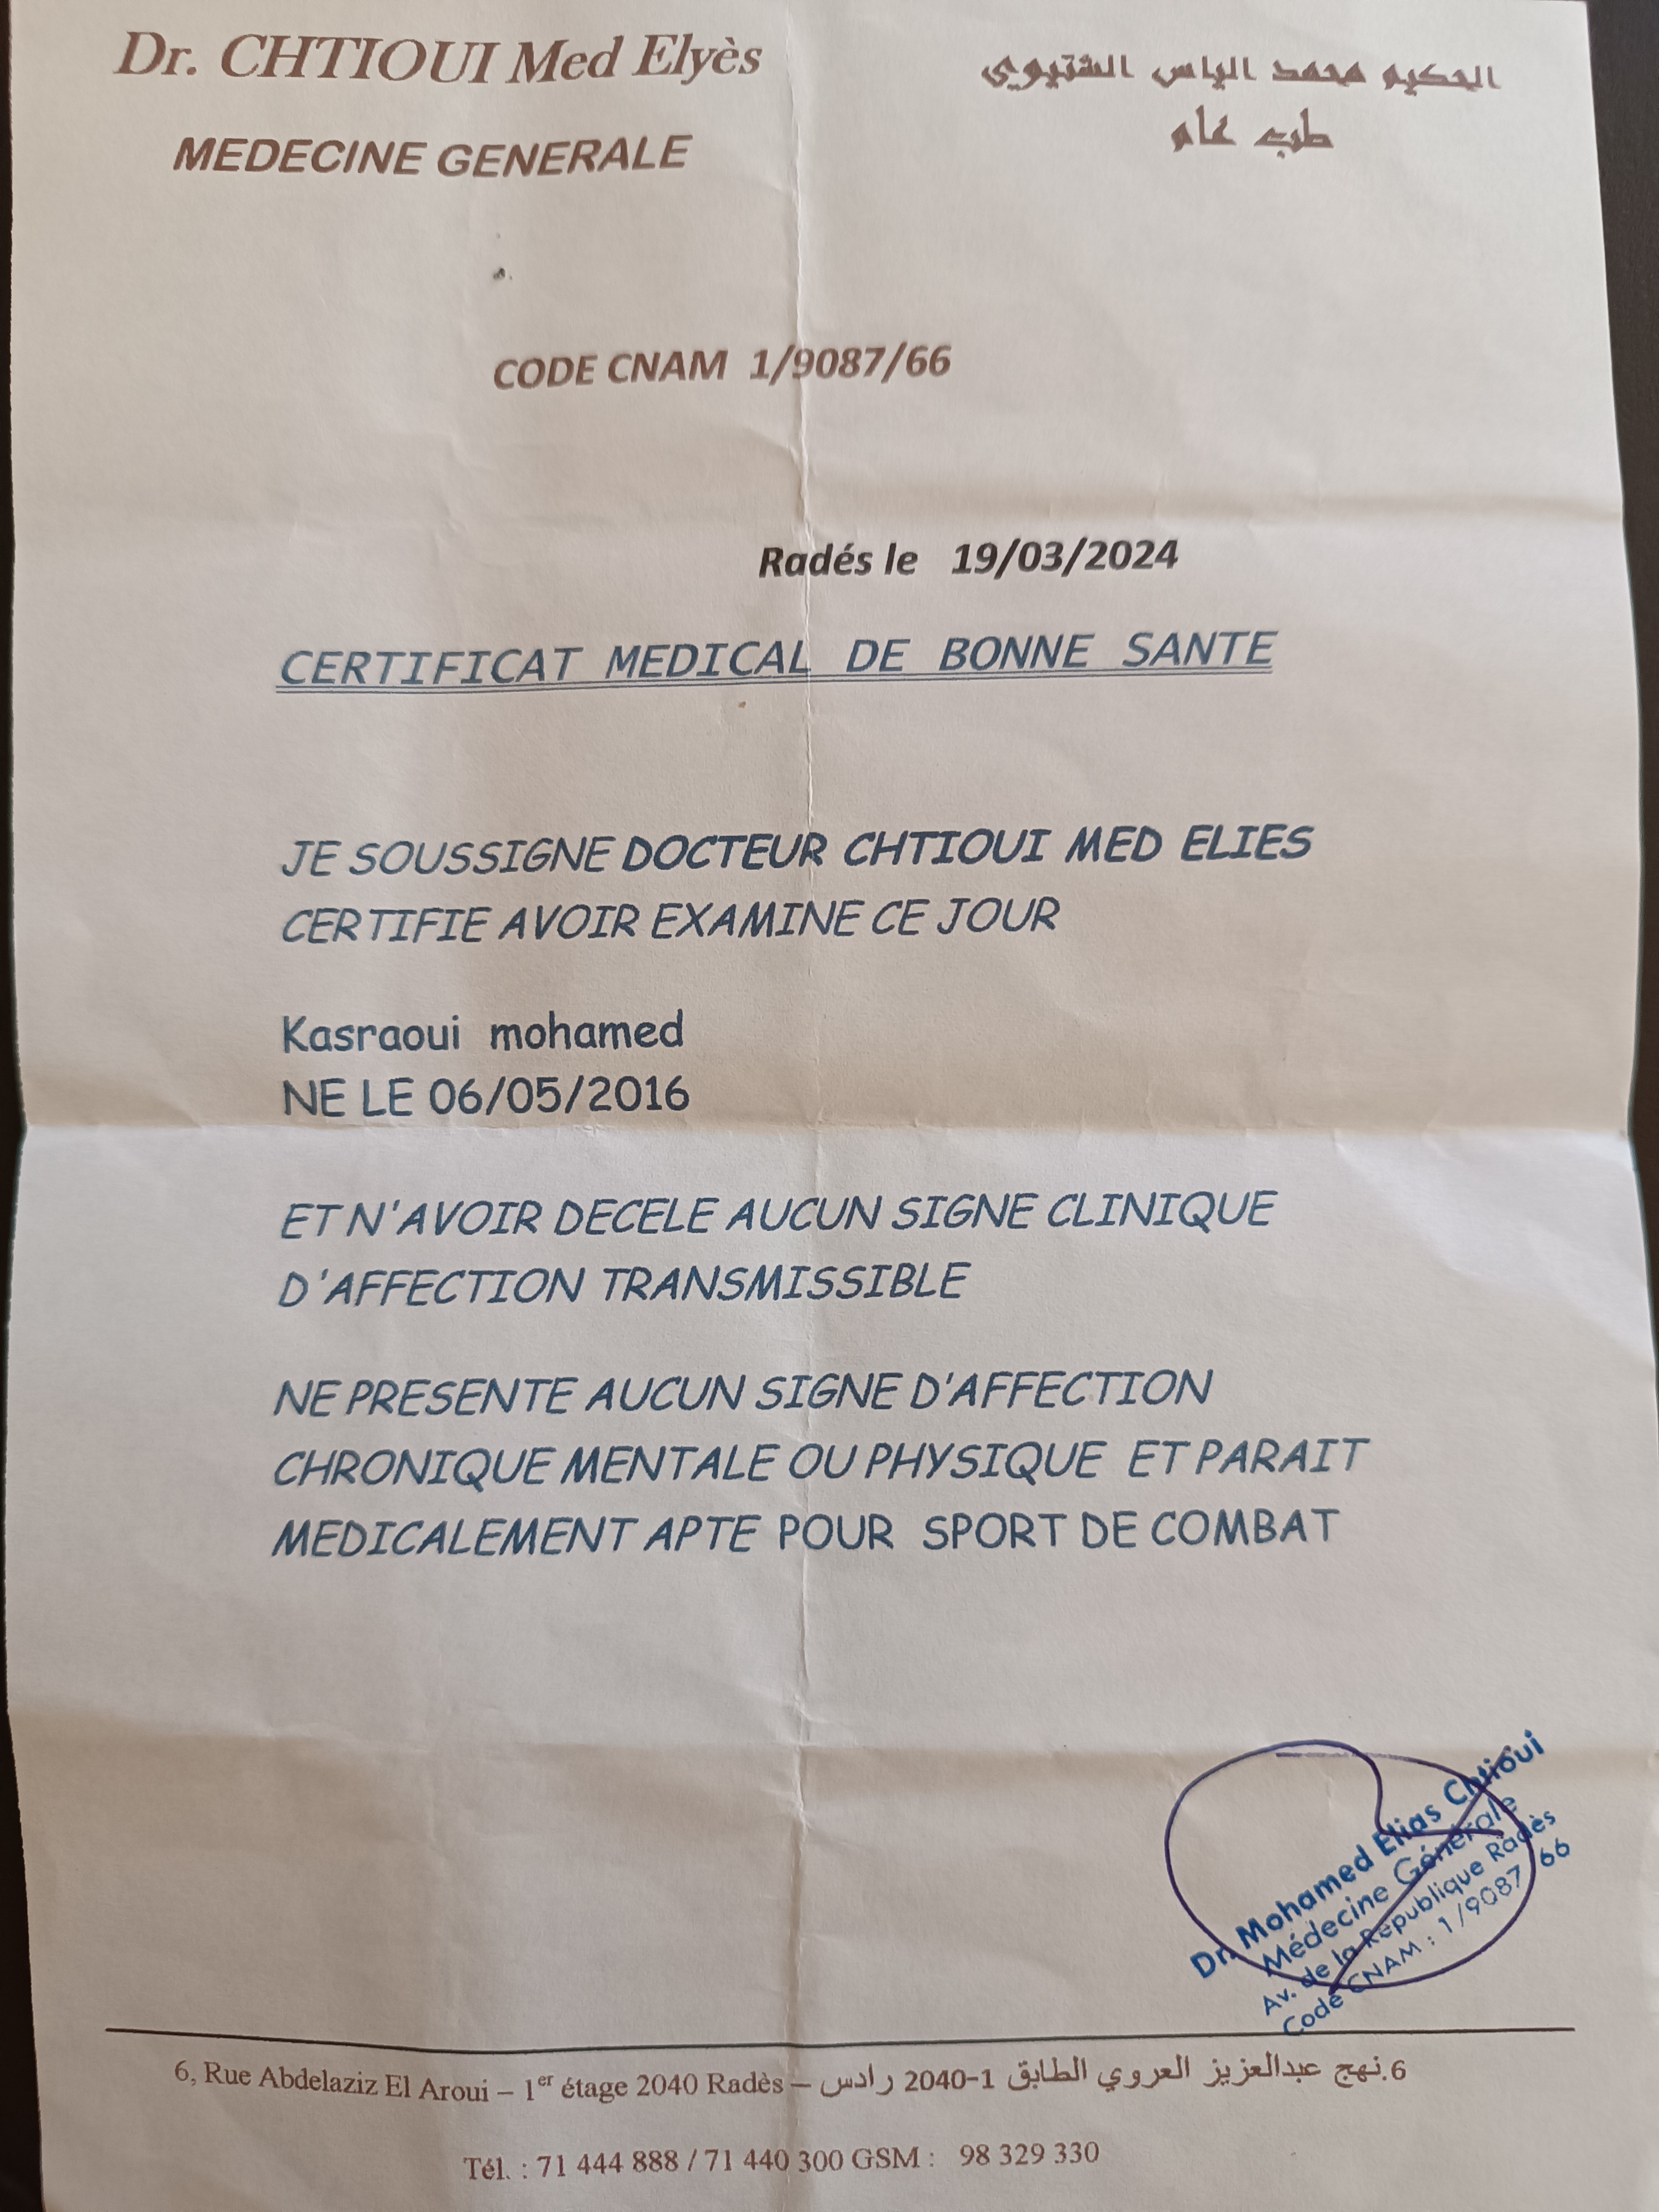 Dr. CHTIOUI Med Elyès
الحكيم محمد الياس الشتيوي
MEDECINE GENERALE
طب عام
CODE CNAM 1/9087/66
Radés le 19/03/2024
CERTIFICAT MEDICAL DE BONNE SANTE
JE SOUSSIGNE DOCTEUR CHTIOUI MED ELIES
CERTIFIE AVOIR EXAMINE CE JOUR
Kasraoui mohamed
NE LE 06/05/2016
ET N'AVOIR DECELE AUCUN SIGNE CLINIQUE
D'AFFECTION TRANSMISSIBLE
NE PRESENTE AUCUN SIGNE D'AFFECTION
CHRONIQUE MENTALE OU PHYSIQUE ET PARAIT
MEDICALEMENT APTE POUR SPORT DE COMBAT
Dr. Mohamed Elias Chtioui
Médecine Générale
Av. de la République Radès
Code CNAM : 1/9087/66
6, Rue Abdelaziz El Aroui – 1er étage 2040 Radès – 6.نهج عبدالعزيز العروي الطابق 1-2040 رادس
Tél. : 71 444 888 / 71 440 300 GSM : 98 329 330